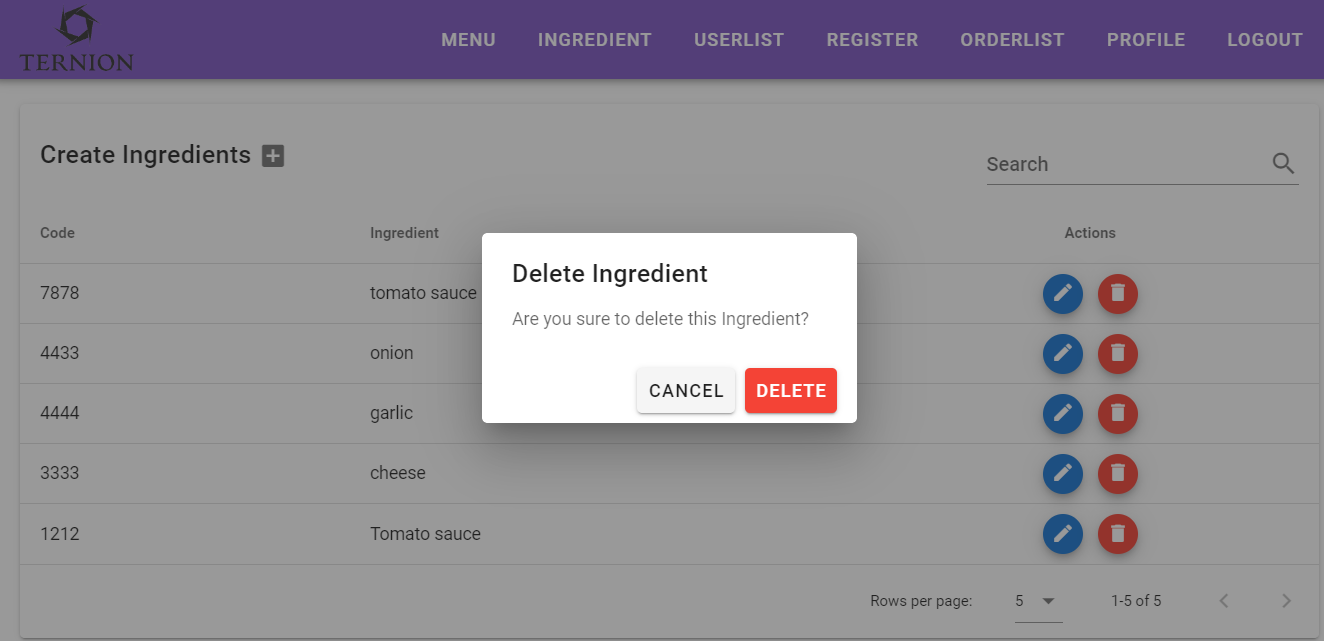 TERNION
MENU INGREDIENT USERLIST REGISTER ORDERLIST PROFILE LOGOUT
Create Ingredients
Search
Code Ingredient Actions
7878 tomato sauce
4433 onion
4444 garlic
3333 cheese
1212 Tomato sauce
Delete Ingredient
Are you sure to delete this Ingredient?
CANCEL DELETE
Rows per page: 5 1-5 of 5